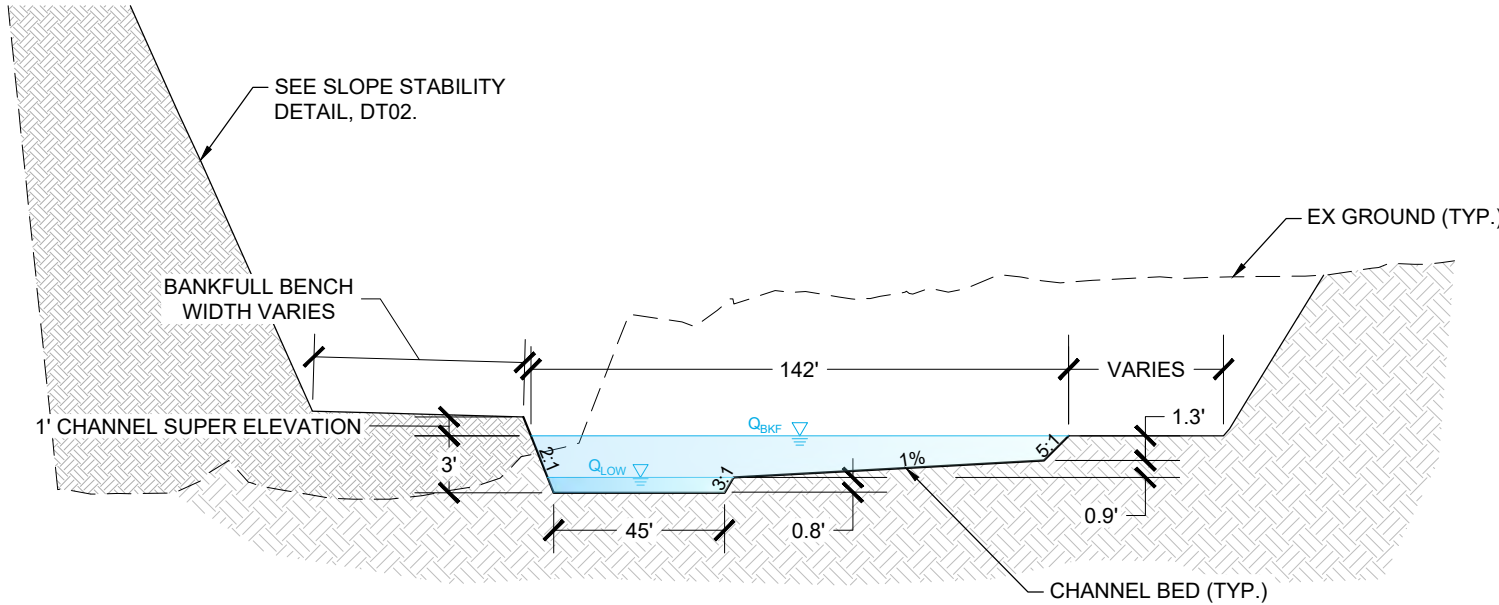 SEE SLOPE STABILITY
DETAIL, DT02.
EX GROUND (TYP.)
BANKFULL BENCH
WIDTH VARIES
142'
VARIES
1' CHANNEL SUPER ELEVATION
1.3'
QBKF
5:1
2:1
3'
QLOW
1%
3:1
45'
0.8'
0.9'
CHANNEL BED (TYP.)